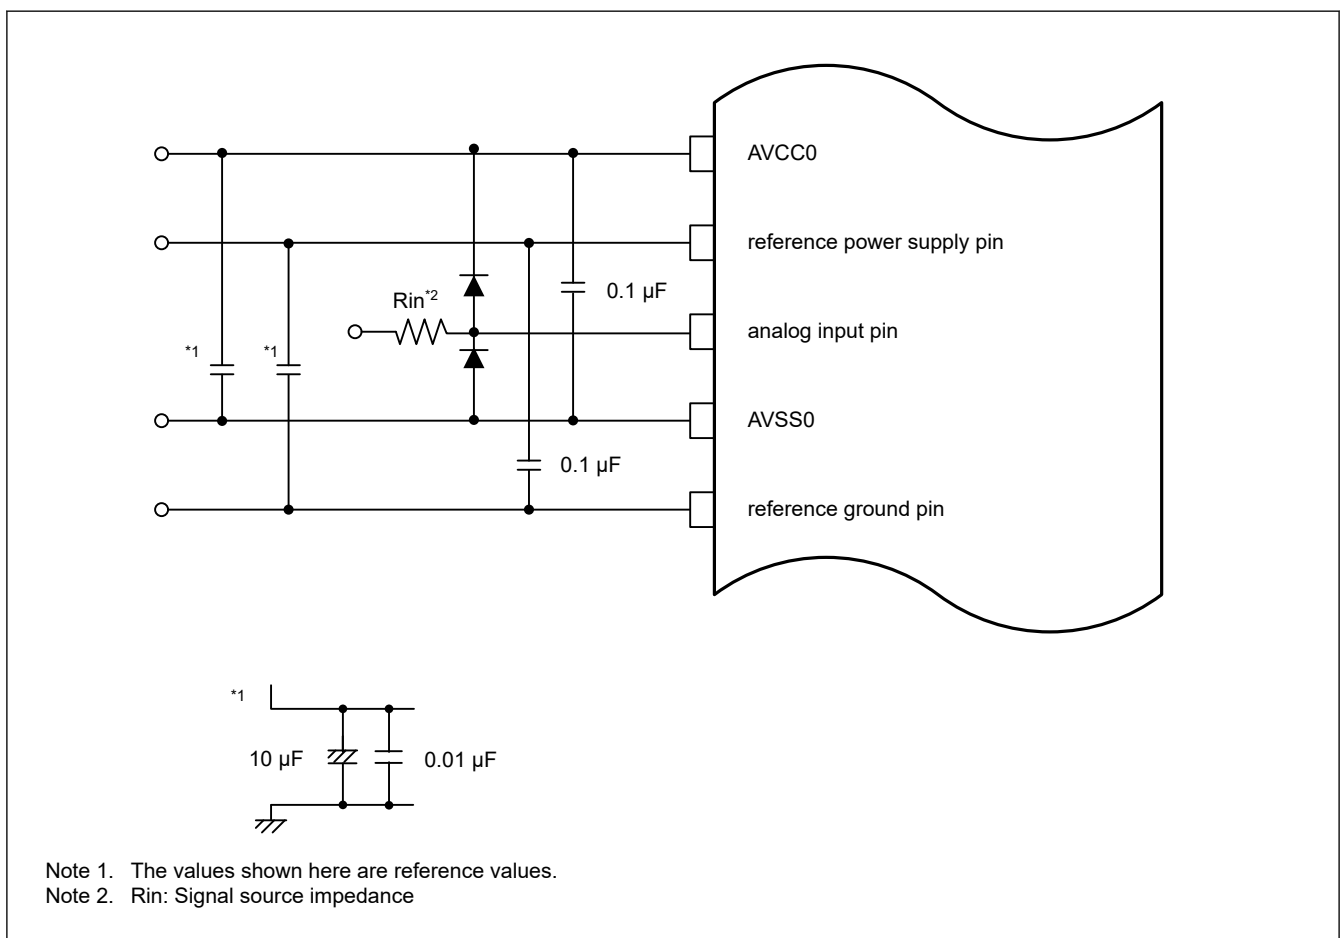 AVCC0
reference power supply pin
0.1 µF
Rin*2
analog input pin
*1
*1
AVSS0
0.1 µF
reference ground pin
*1
10 µF
0.01 µF
Note 1. The values shown here are reference values.
Note 2. Rin: Signal source impedance